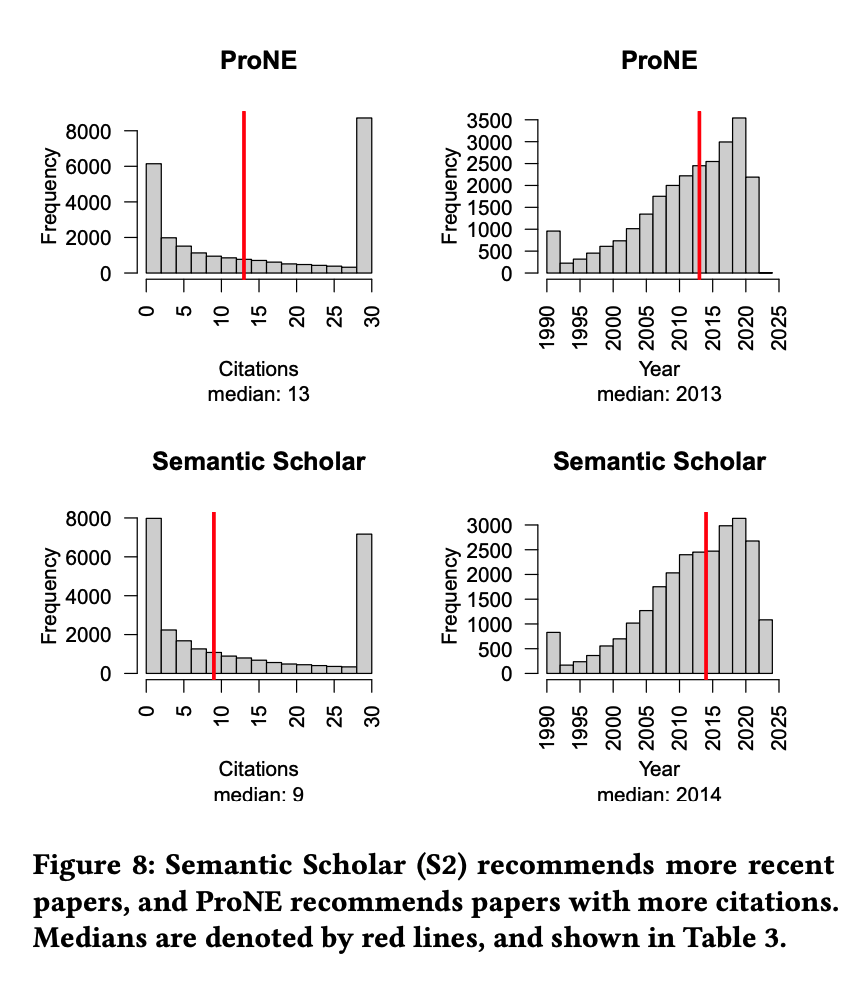 ProNE
Frequency
8000
6000
4000
2000
0
0 5 10 15 20 25 30
Citations
median: 13
ProNE
Frequency
3500
3000
2500
2000
1500
1000
500
0
1990 1995 2000 2005 2010 2015 2020 2025
Year
median: 2013
Semantic Scholar
Frequency
8000
6000
4000
2000
0
0 5 10 15 20 25 30
Citations
median: 9
Semantic Scholar
Frequency
3000
2500
2000
1500
1000
500
0
1990 1995 2000 2005 2010 2015 2020 2025
Year
median: 2014
Figure 8: Semantic Scholar (S2) recommends more recent
papers, and ProNE recommends papers with more citations.
Medians are denoted by red lines, and shown in Table 3.